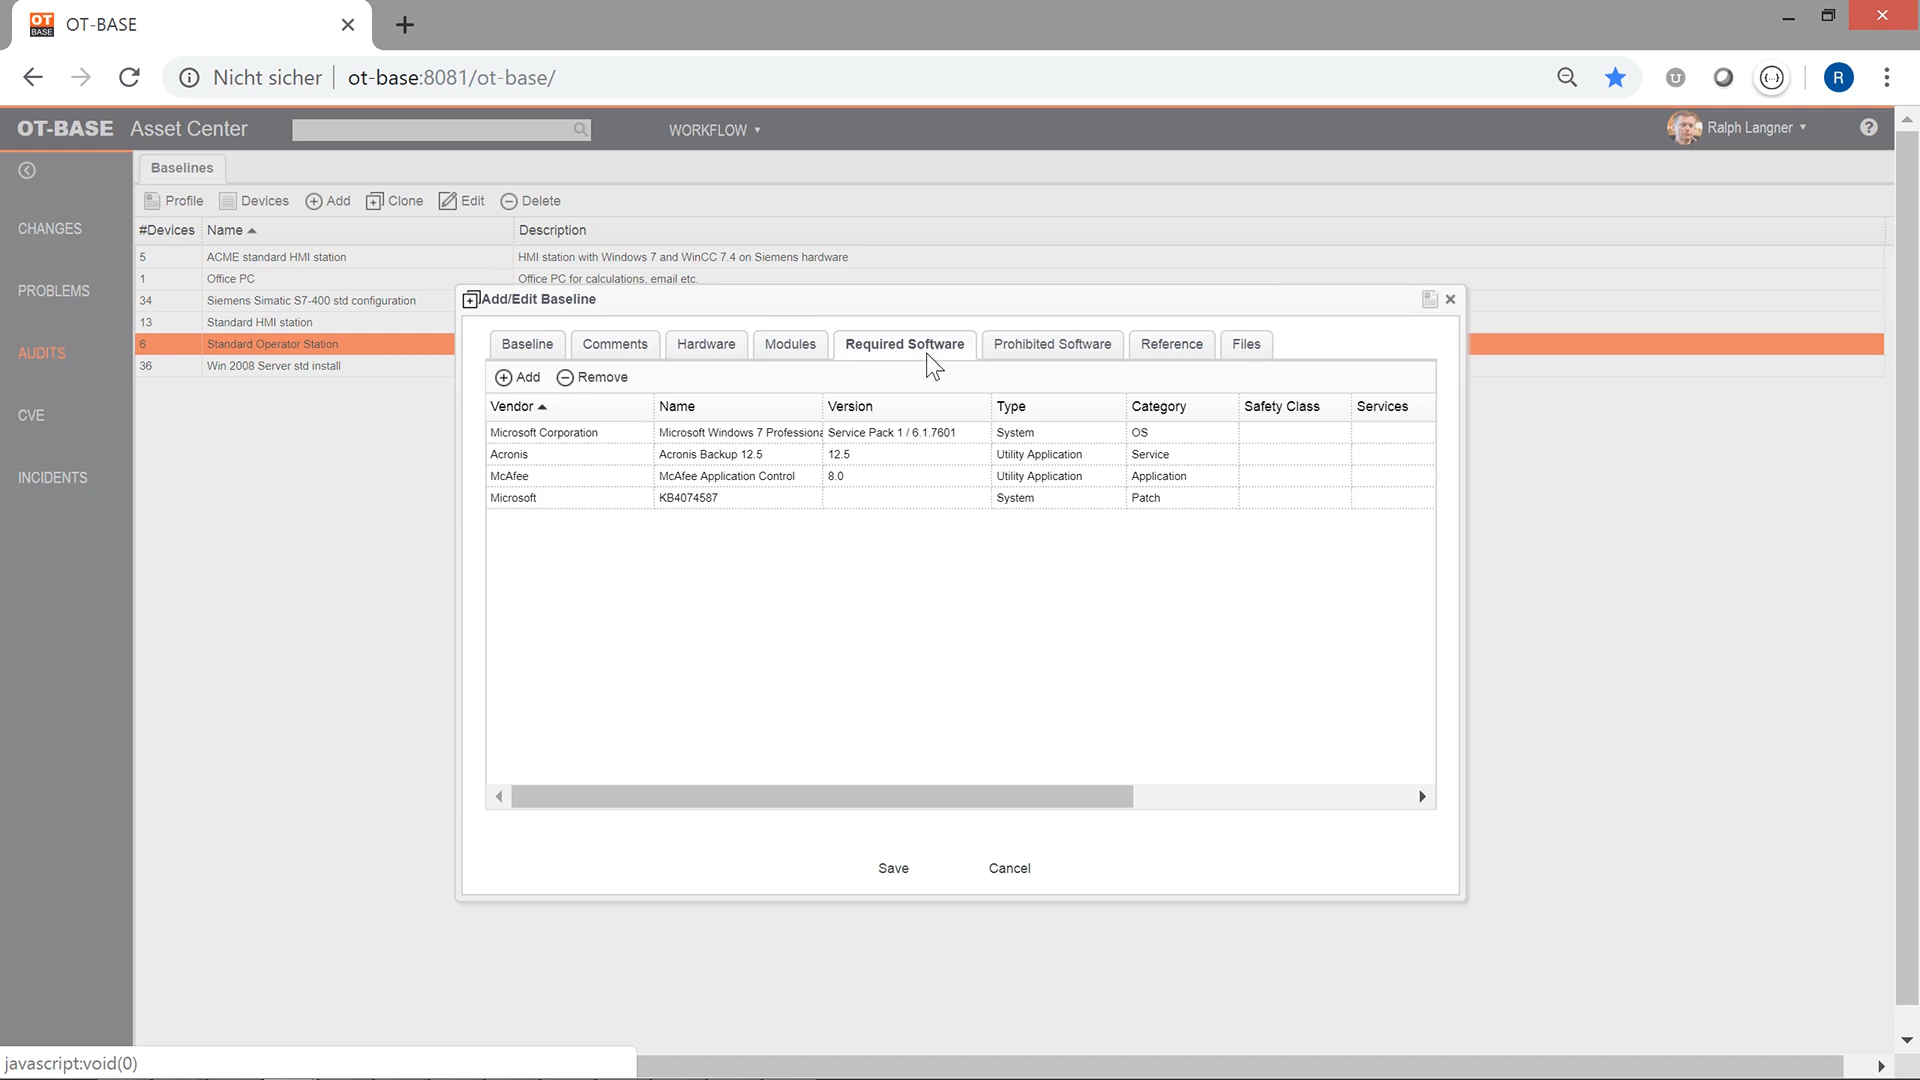 OT BASE OT-BASE
Nicht sicher ot-base:8081/ot-base/ R
OT-BASE Asset Center WORKFLOW Ralph Langner ?
Baselines
Profile Devices Add Clone Edit Delete
CHANGES
PROBLEMS
AUDITS
CVE
INCIDENTS
#Devices Name Description
5 ACME standard HMI station HMI station with Windows 7 and WinCC 7.4 on Siemens hardware
1 Office PC Office PC for calculations, email etc.
34 Siemens Simatic S7-400 std configuration
13 Standard HMI station
6 Standard Operator Station
36 Win 2008 Server std install
Add/Edit Baseline
Baseline Comments Hardware Modules Required Software Prohibited Software Reference Files
Add Remove
Vendor Name Version Type Category Safety Class Services
Microsoft Corporation Microsoft Windows 7 Professiona Service Pack 1 / 6.1.7601 System OS
Acronis Acronis Backup 12.5 12.5 Utility Application Service
McAfee McAfee Application Control 8.0 Utility Application Application
Microsoft KB4074587 System Patch
Save Cancel
javascript:void(0)